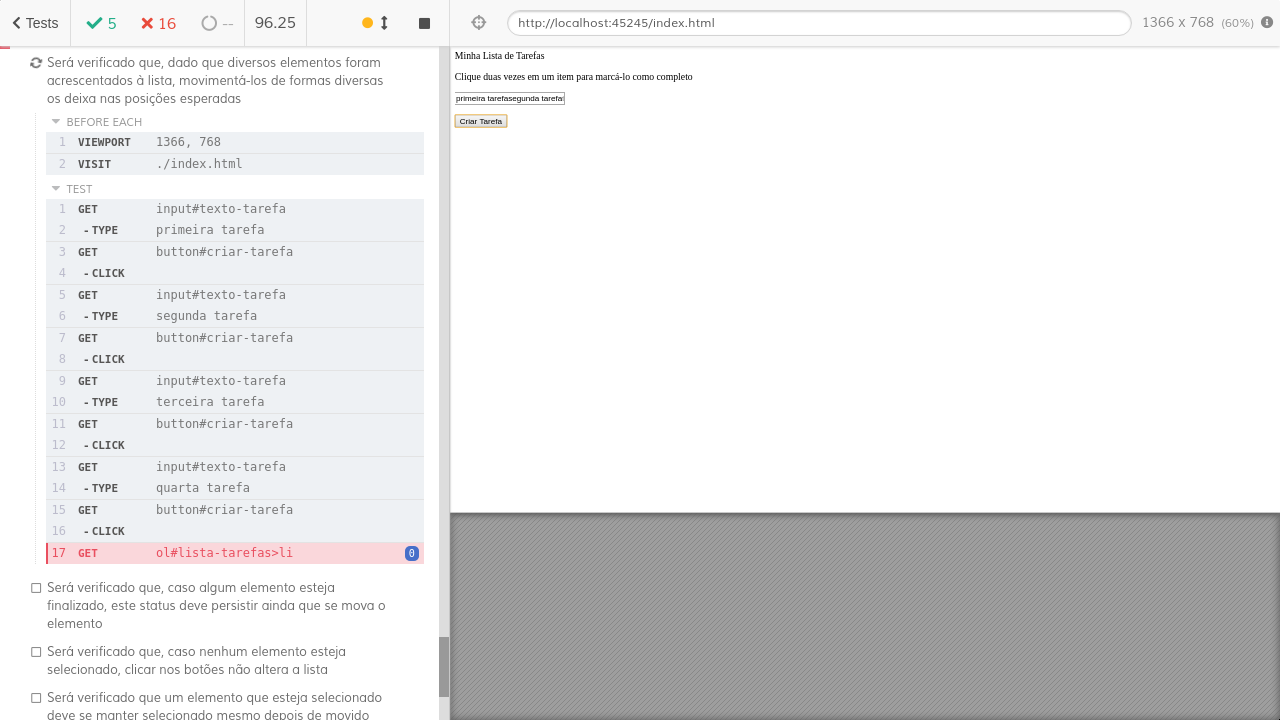 Tests
5
16
--
96.25
http://localhost:45245/index.html
1366 x 768 (60%)
Será verificado que, dado que diversos elementos foram
acrescentados à lista, movimentá-los de formas diversas
os deixa nas posições esperadas
BEFORE EACH
1 VIEWPORT 1366, 768
2 VISIT ./index.html
TEST
1 GET input#texto-tarefa
2 -TYPE primeira tarefa
3 GET button#criar-tarefa
4 -CLICK
5 GET input#texto-tarefa
6 -TYPE segunda tarefa
7 GET button#criar-tarefa
8 -CLICK
9 GET input#texto-tarefa
10 -TYPE terceira tarefa
11 GET button#criar-tarefa
12 -CLICK
13 GET input#texto-tarefa
14 -TYPE quarta tarefa
15 GET button#criar-tarefa
16 -CLICK
17 GET ol#lista-tarefas>li 0
Será verificado que, caso algum elemento esteja
finalizado, este status deve persistir ainda que se mova o
elemento
Será verificado que, caso nenhum elemento esteja
selecionado, clicar nos botões não altera a lista
Será verificado que um elemento que esteja selecionado
deve se manter selecionado mesmo depois de movido
Minha Lista de Tarefas
Clique duas vezes em um item para marcá-lo como completo
primeira tarefasegunda tarefa
Criar Tarefa